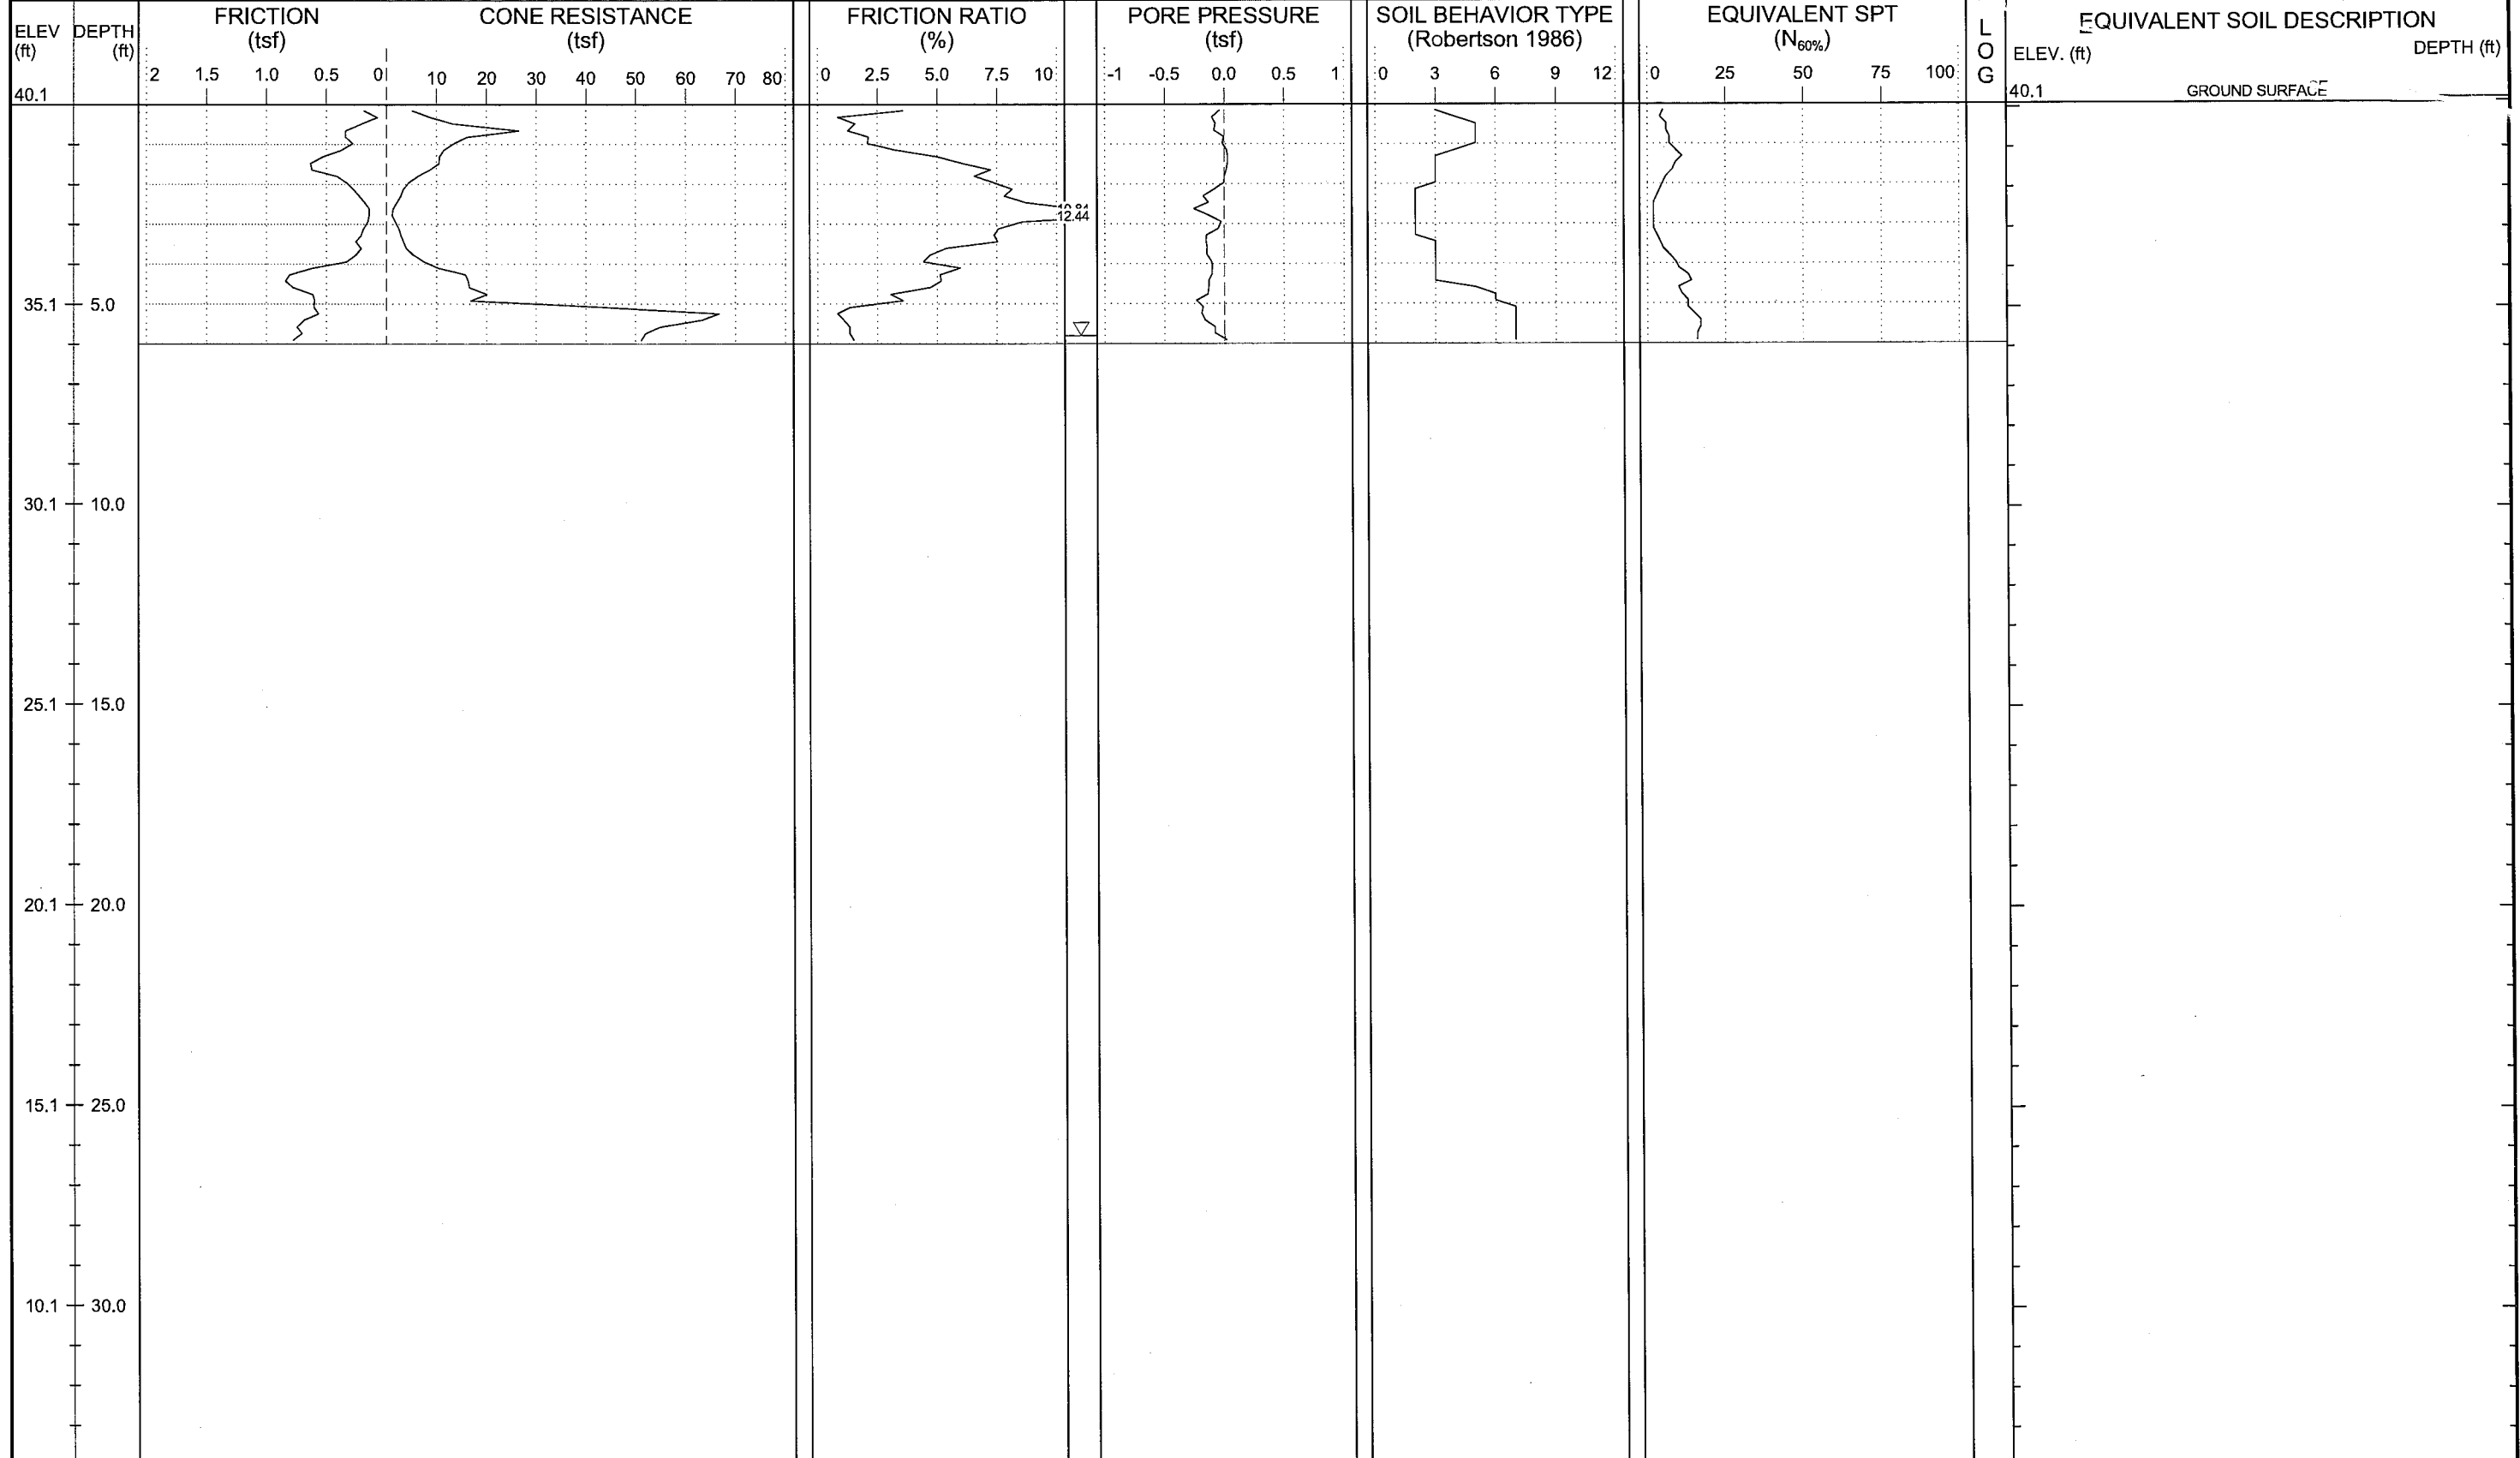 ELEV (ft)
DEPTH (ft)
FRICTION
(tsf)
CONE RESISTANCE
(tsf)
FRICTION RATIO
(%)
PORE PRESSURE
(tsf)
SOIL BEHAVIOR TYPE
(Robertson 1986)
EQUIVALENT SPT
(N60%)
LOG
EQUIVALENT SOIL DESCRIPTION
ELEV. (ft)
DEPTH (ft)
2 1.5 1.0 0.5 0
10 20 30 40 50 60 70 80
0 2.5 5.0 7.5 10
-1 -0.5 0.0 0.5 1
0 3 6 9 12
0 25 50 75 100
40.1
40.1 GROUND SURFACE
12.44
35.1 5.0
30.1 10.0
25.1 15.0
20.1 20.0
15.1 25.0
10.1 30.0